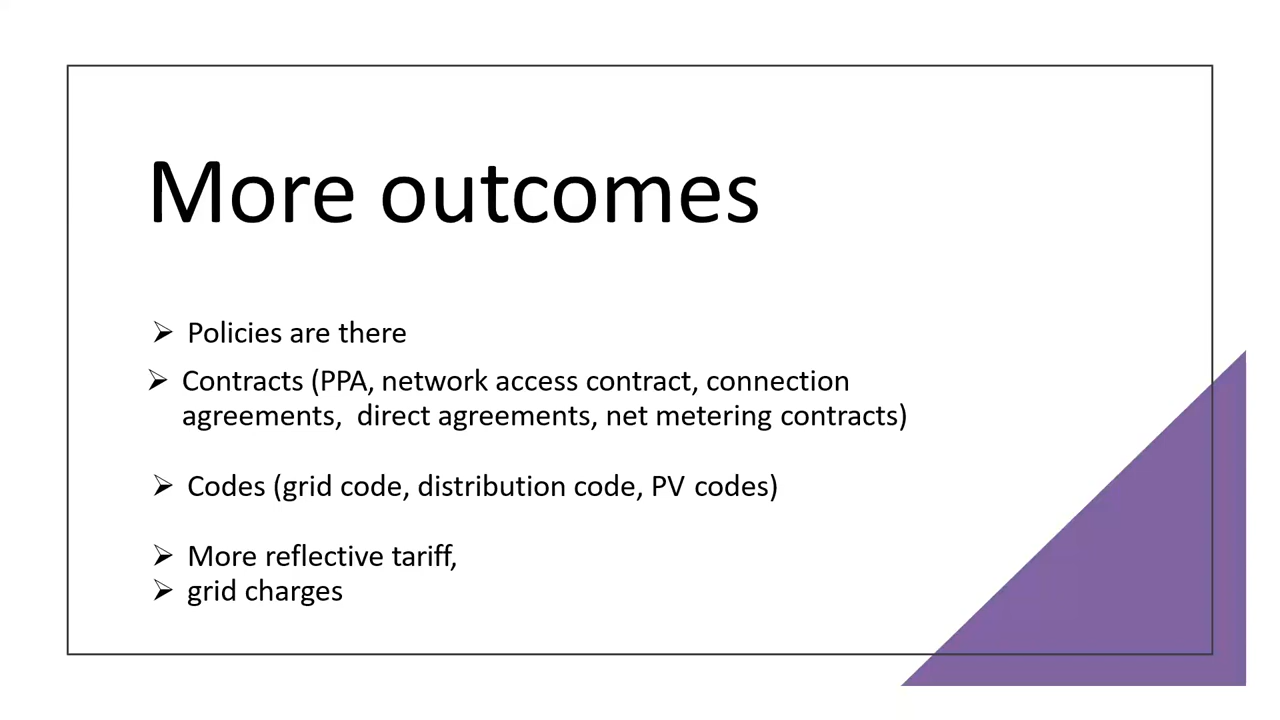 More outcomes
➢ Policies are there
➢ Contracts (PPA, network access contract, connection
agreements,  direct agreements, net metering contracts)
➢ Codes (grid code, distribution code, PV codes)
➢ More reflective tariff,
➢ grid charges